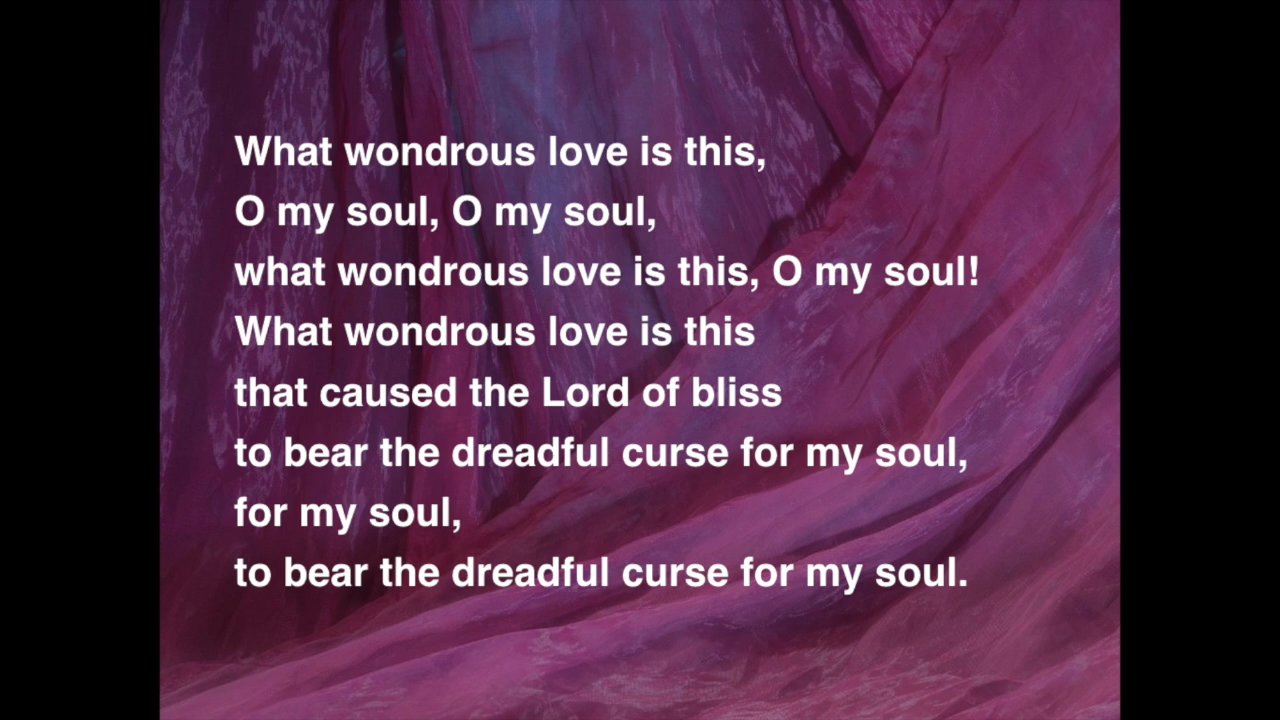 What wondrous love is this,
O my soul, O my soul,
what wondrous love is this, O my soul!
What wondrous love is this
that caused the Lord of bliss
to bear the dreadful curse for my soul,
for my soul,
to bear the dreadful curse for my soul.